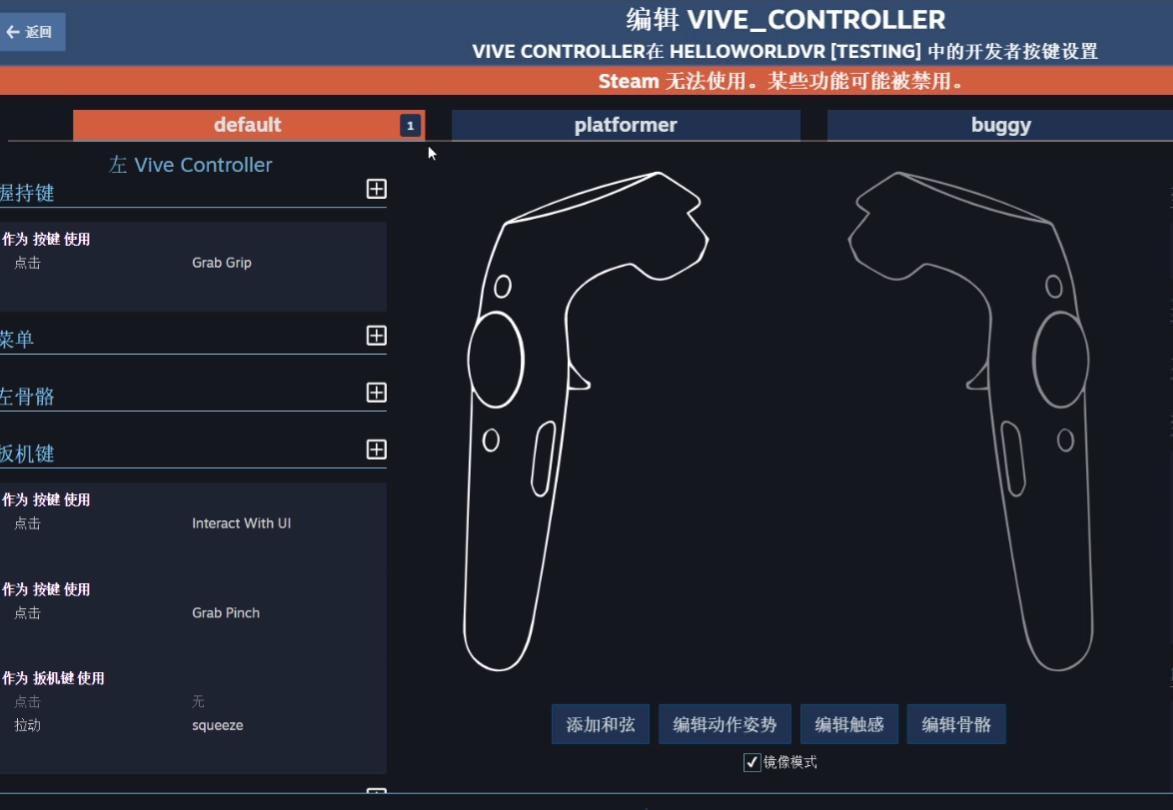 返回
编辑 VIVE_CONTROLLER
VIVE CONTROLLER在 HELLOWORLDVR [TESTING] 中的开发者按键设置
Steam 无法使用。某些功能可能被禁用。
default 1 platformer buggy
左 Vive Controller
握持键
作为 按键 使用
点击 Grab Grip
菜单
左骨骼
扳机键
作为 按键 使用
点击 Interact With UI
作为 按键 使用
点击 Grab Pinch
作为 扳机键 使用
点击 无
拉动 squeeze
添加和弦 编辑动作姿势 编辑触感 编辑骨骼
镜像模式